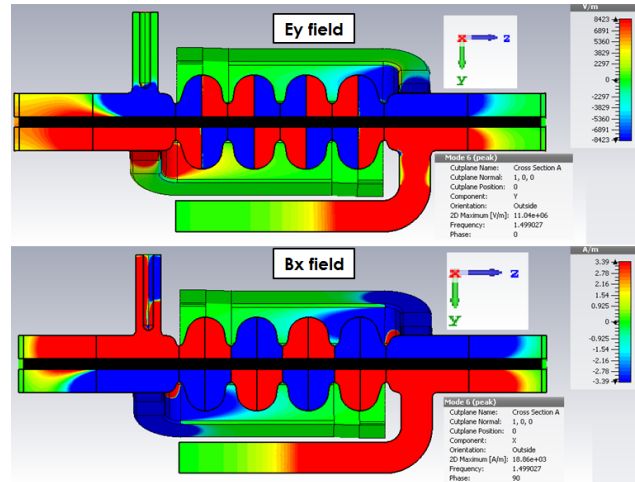 Ey field
z
Y
V/m
8423
6891
5360
3829
2297
0
-2297
-3829
-5360
-6891
-8423
Mode 6 (peak)
Cutplane Name: Cross Section A
Cutplane Normal: 1, 0, 0
Cutplane Position: 0
Component: Y
Orientation: Outside
2D Maximum [V/m]: 11.04e+06
Frequency: 1.499027
Phase: 0
Bx field
z
Y
A/m
3.39
2.78
2.16
1.54
0.925
0
-0.925
-1.54
-2.16
-2.78
-3.39
Mode 6 (peak)
Cutplane Name: Cross Section A
Cutplane Normal: 1, 0, 0
Cutplane Position: 0
Component: X
Orientation: Outside
2D Maximum [A/m]: 18.86e+03
Frequency: 1.499027
Phase: 90